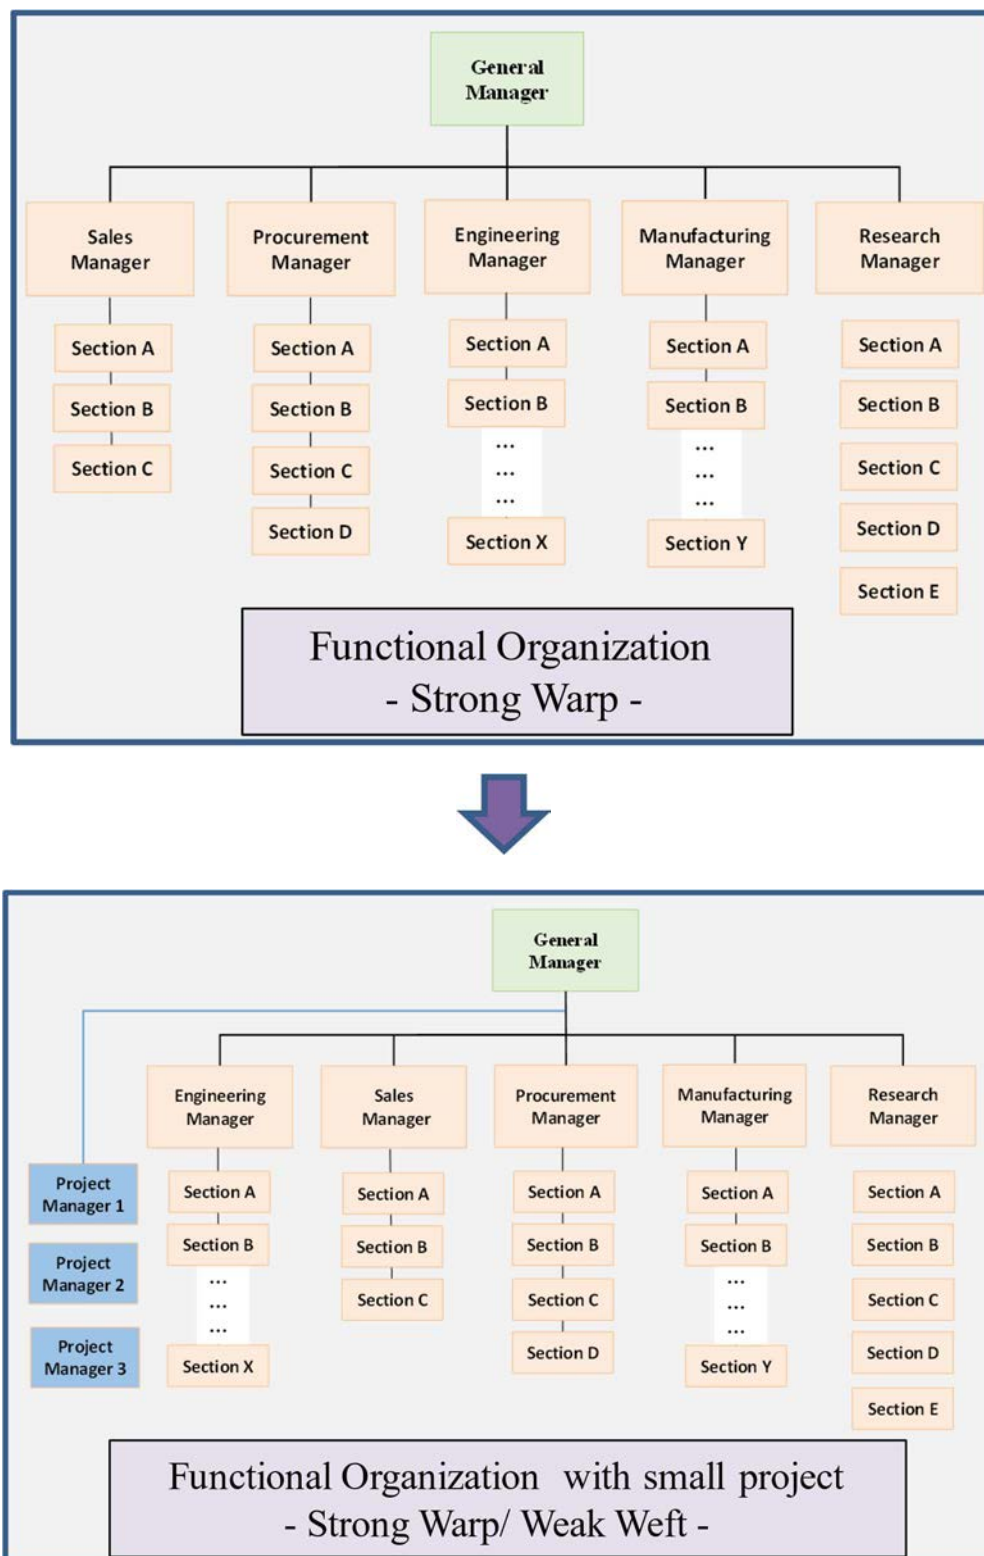 General
Manager
Sales
Manager
Procurement
Manager
Engineering
Manager
Manufacturing
Manager
Research
Manager
Section A
Section B
Section C
Section A
Section B
Section C
Section D
Section A
Section B
...
...
...
Section X
Section A
Section B
...
...
...
Section Y
Section A
Section B
Section C
Section D
Section E
Functional Organization
- Strong Warp -
General
Manager
Project
Manager 1
Project
Manager 2
Project
Manager 3
Engineering
Manager
Sales
Manager
Procurement
Manager
Manufacturing
Manager
Research
Manager
Section A
Section B
...
...
...
Section X
Section A
Section B
Section C
Section A
Section B
Section C
Section D
Section A
Section B
...
...
...
Section Y
Section A
Section B
Section C
Section D
Section E
Functional Organization with small project
- Strong Warp/ Weak Weft -